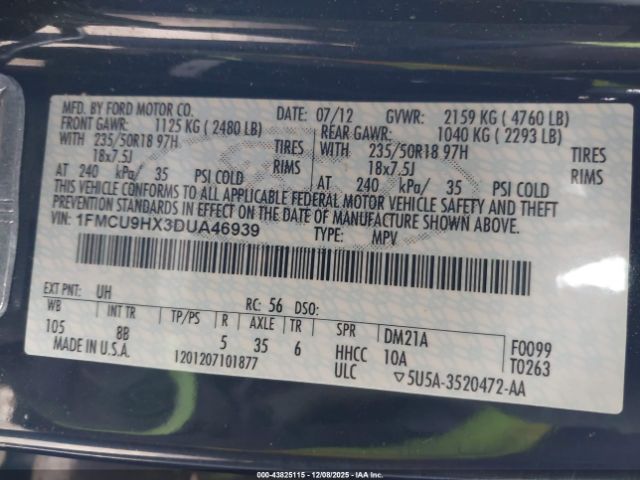 MFD. BY FORD MOTOR CO. DATE: 07/12 GVWR: 2159 KG ( 4760 LB)
FRONT GAWR: 1125 KG ( 2480 LB) REAR GAWR: 1040 KG ( 2293 LB)
WITH 235/50R18 97H TIRES WITH 235/50R18 97H TIRES
18x7.5J RIMS 18x7.5J RIMS
AT 240 kPa/ 35 PSI COLD AT 240 kPa/ 35 PSI COLD
THIS VEHICLE CONFORMS TO ALL APPLICABLE FEDERAL MOTOR VEHICLE SAFETY AND THEFT
PREVENTION STANDARDS IN EFFECT ON THE DATE OF MANUFACTURE SHOWN ABOVE.
VIN: 1FMCU9HX3DUA46939 TYPE: MPV
EXT PNT: UH RC: 56 DSO:
WB INT TR TP/PS R AXLE TR SPR DM21A F0099
105 8B 5 35 6 HHCC 10A T0263
MADE IN U.S.A. 1201207101877 ULC ▽5U5A-3520472-AA
000-43825115 - 12/08/2025 - IAAI.COM